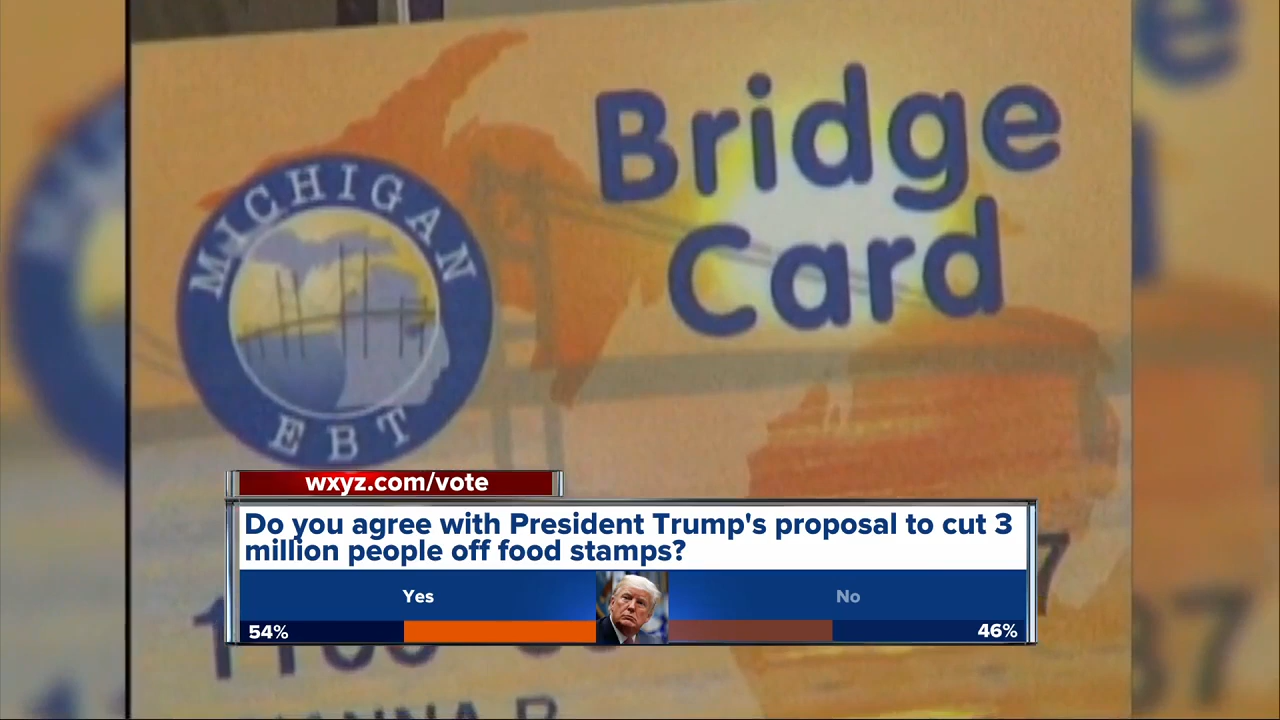 Bridge
Card
MICHIGAN
EBT
wxyz.com/vote
Do you agree with President Trump's proposal to cut 3
million people off food stamps?
Yes
No
54%
46%